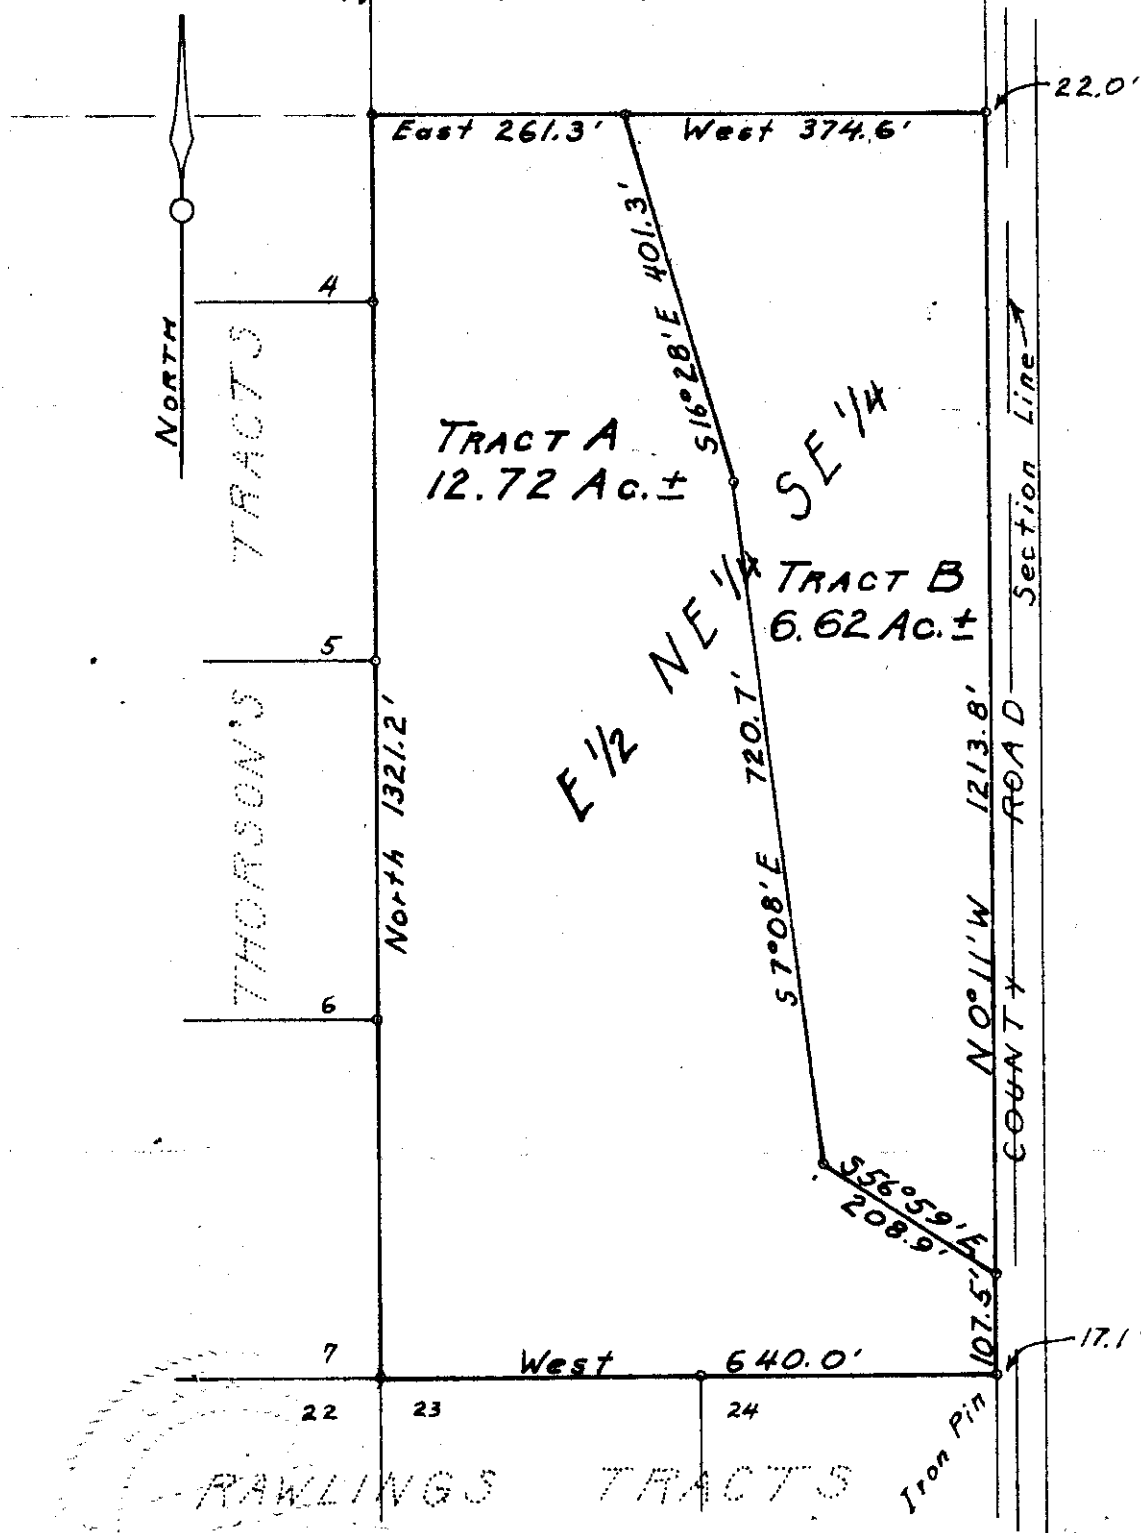 22.0'
East 261.3'
West 374.6'
S16°28'E 401.3'
4
NORTH
THORSON'S TRACTS
TRACT A
12.72 Ac.±
E 1/2 NE 1/4 SE 1/4
TRACT B
6.62 Ac.±
Section Line
5
North 1321.2'
S7°08'E 720.7'
N0°11'W 1213.8'
COUNTY ROAD
6
S56°59'E
208.9'
107.5'
17.1
7
West 640.0'
22
23
24
Iron Pin
RAWLINGS TRACTS